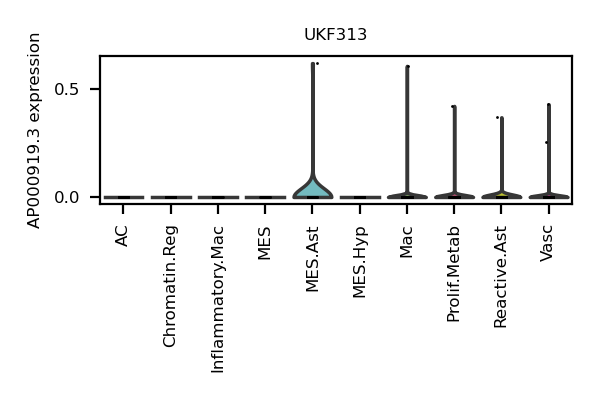 UKF313
AP000919.3 expression
0.5
0.0
AC
Chromatin.Reg
Inflammatory.Mac
MES
MES.Ast
MES.Hyp
Mac
Prolif.Metab
Reactive.Ast
Vasc